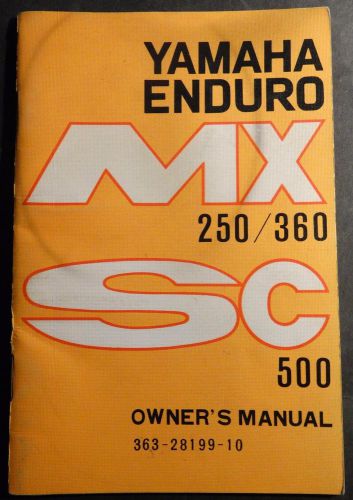 YAMAHA
ENDURO
MX
250/360
SC
500
OWNER'S MANUAL
363-28199-10